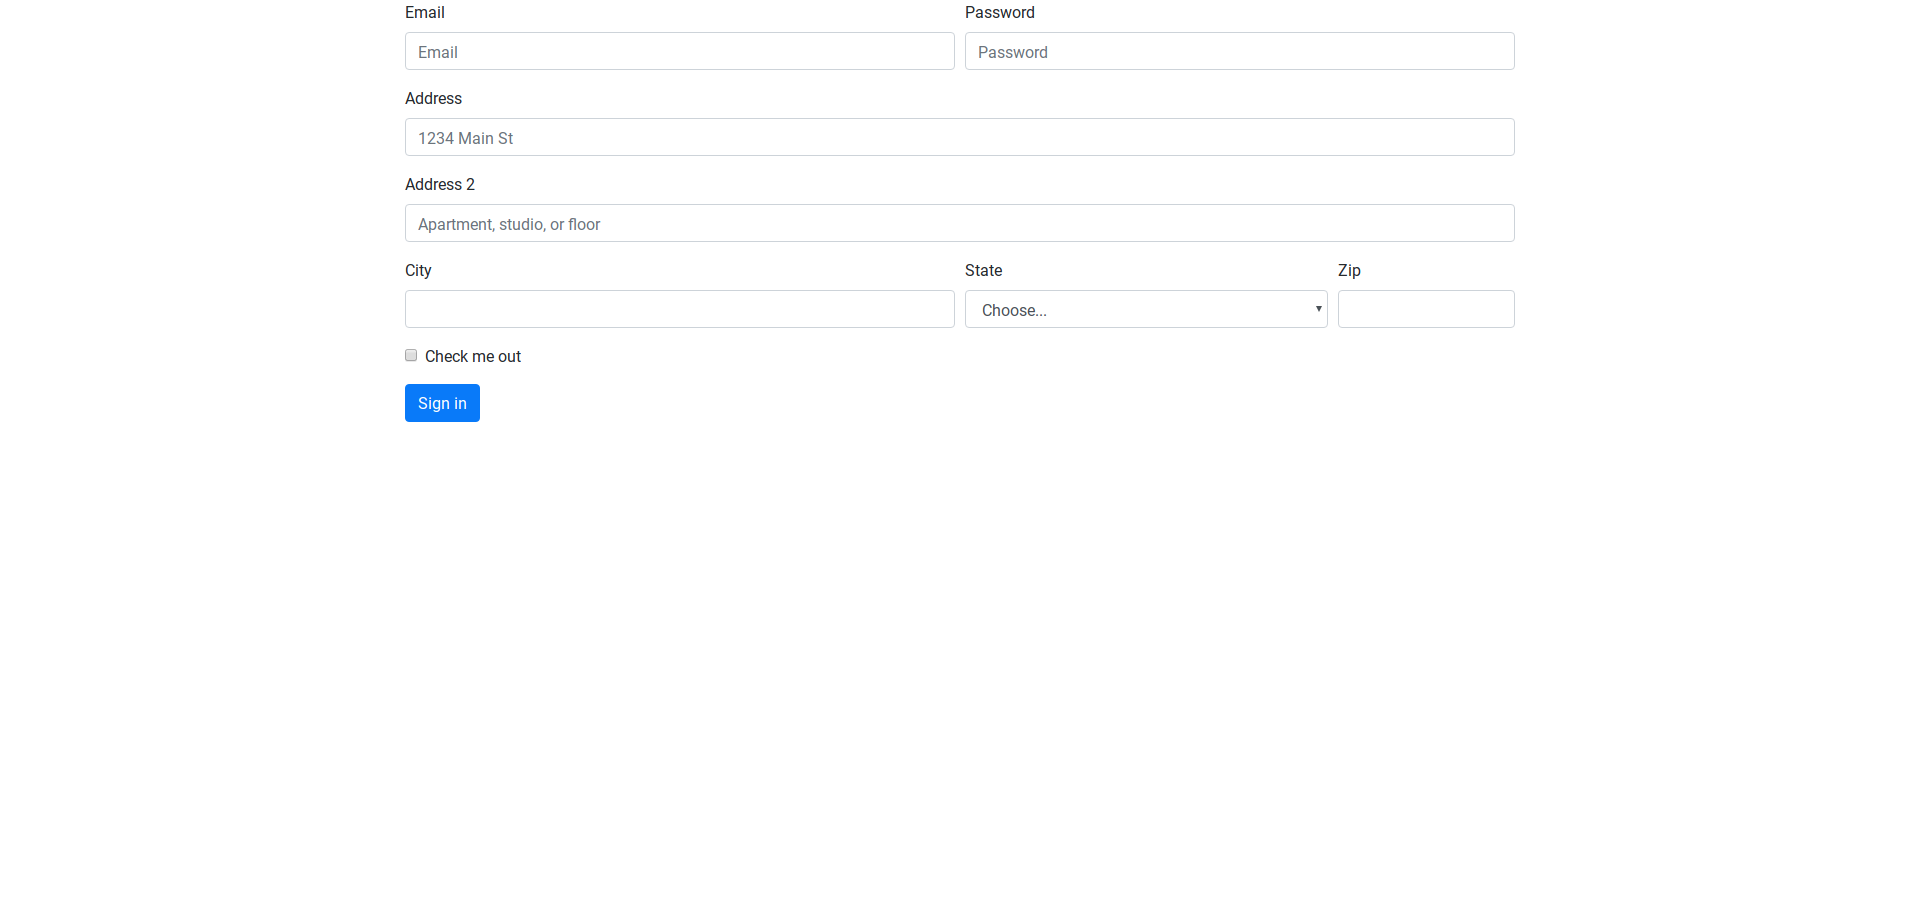 Email Password
Email Password
Address
1234 Main St
Address 2
Apartment, studio, or floor
City State Zip
Choose...
Check me out
Sign in